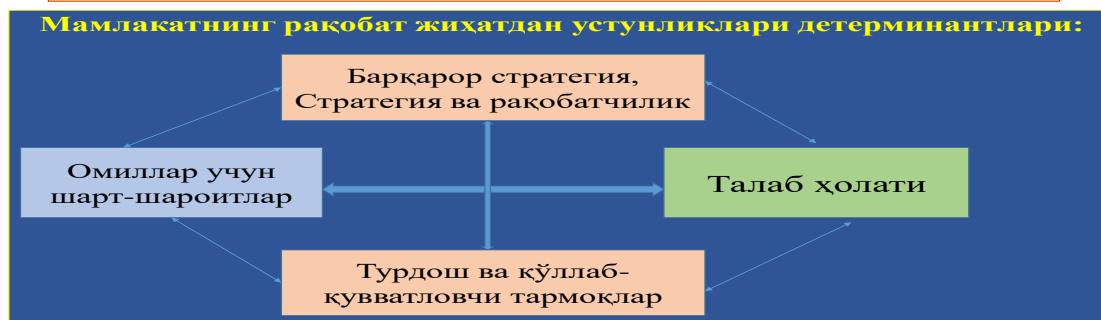 Мамлакатнинг рақобат жиҳатдан устунликлари детерминантлари:
Барқарор стратегия,
Стратегия ва рақобатчилик
Омиллар учун
шарт-шароитлар
Талаб ҳолати
Турдош ва қўллаб-
қувватловчи тармоқлар